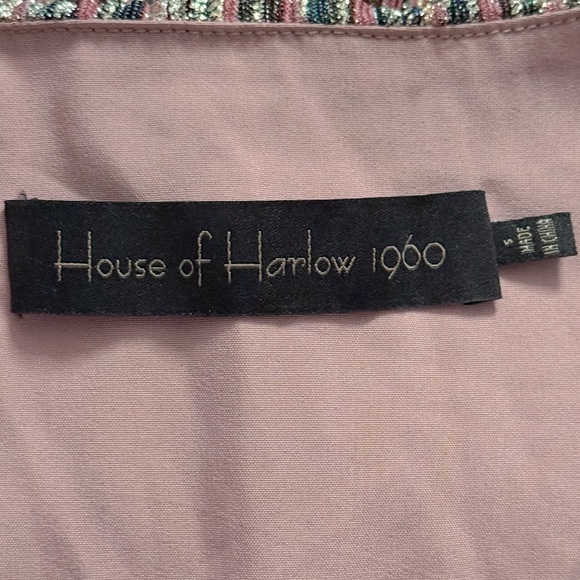 House of Harlow 1960
S
MADE
IN CHINA